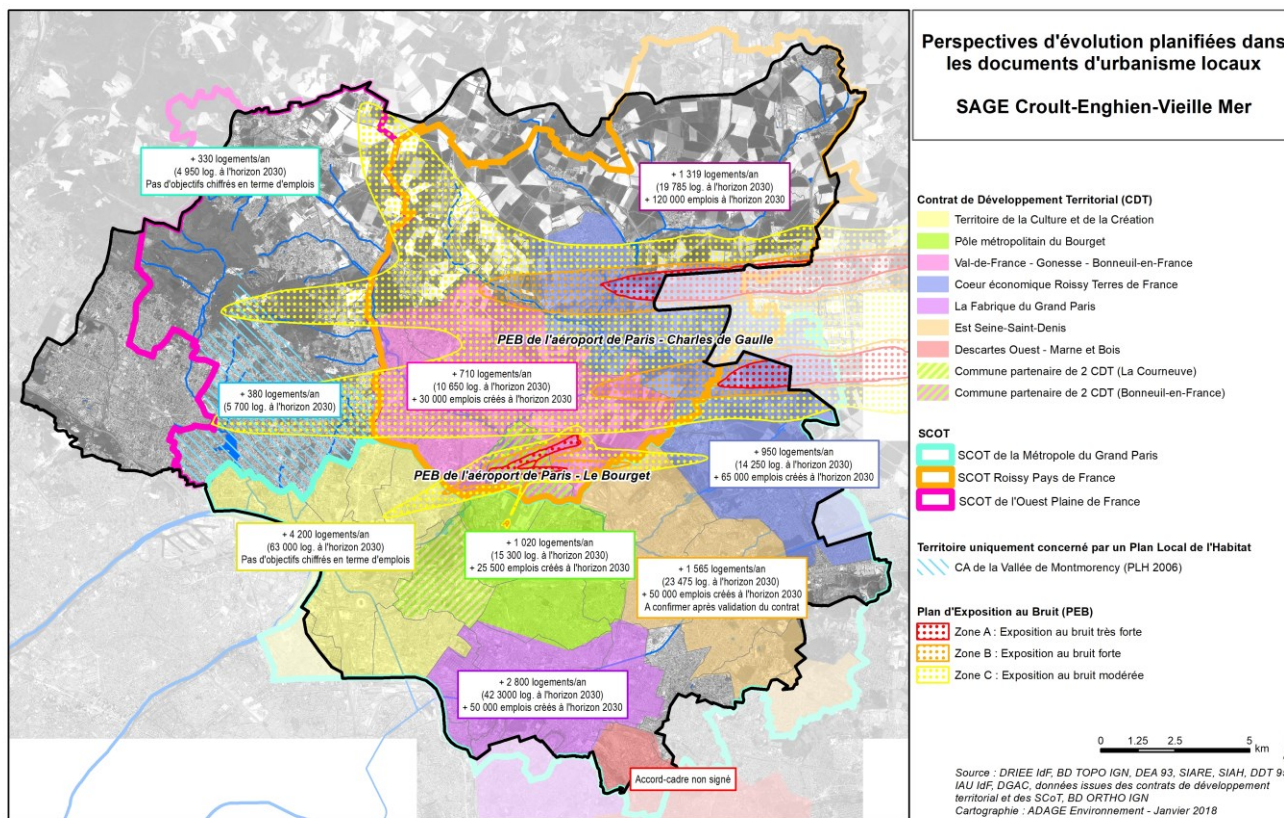 Perspectives d'évolution planifiées dans
les documents d'urbanisme locaux
SAGE Croult-Enghien-Vieille Mer
+ 330 logements/an
(4 950 log. à l'horizon 2030)
Pas d'objectifs chiffrés en terme d'emplois
+ 1 319 logements/an
(19 785 log. à l'horizon 2030)
+ 120 000 emplois à l'horizon 2030
PEB de l'aéroport de Paris - Charles de Gaulle
+ 710 logements/an
(10 650 log. à l'horizon 2030)
+ 30 000 emplois créés à l'horizon 2030
+ 380 logements/an
(5 700 log. à l'horizon 2030)
+ 950 logements/an
(14 250 log. à l'horizon 2030)
+ 65 000 emplois créés à l'horizon 2030
PEB de l'aéroport de Paris - Le Bourget
+ 4 200 logements/an
(63 000 log. à l'horizon 2030)
Pas d'objectifs chiffrés en terme d'emplois
+ 1 020 logements/an
(15 300 log. à l'horizon 2030)
+ 25 500 emplois créés à l'horizon 2030
+ 1 565 logements/an
(23 475 log. à l'horizon 2030)
+ 50 000 emplois créés à l'horizon 2030
A confirmer après validation du contrat
+ 2 800 logements/an
(42 3000 log. à l'horizon 2030)
+ 50 000 emplois créés à l'horizon 2030
Accord-cadre non signé
Contrat de Développement Territorial (CDT)
Territoire de la Culture et de la Création
Pôle métropolitain du Bourget
Val-de-France - Gonesse - Bonneuil-en-France
Coeur économique Roissy Terres de France
La Fabrique du Grand Paris
Est Seine-Saint-Denis
Descartes Ouest - Marne et Bois
Commune partenaire de 2 CDT (La Courneuve)
Commune partenaire de 2 CDT (Bonneuil-en-France)
SCOT
SCOT de la Métropole du Grand Paris
SCOT Roissy Pays de France
SCOT de l'Ouest Plaine de France
Territoire uniquement concerné par un Plan Local de l'Habitat
CA de la Vallée de Montmorency (PLH 2006)
Plan d'Exposition au Bruit (PEB)
Zone A : Exposition au bruit très forte
Zone B : Exposition au bruit forte
Zone C : Exposition au bruit modérée
0 1.25 2.5 5
km
Source : DRIEE IdF, BD TOPO IGN, DEA 93, SIARE, SIAH, DDT
IAU IdF, DGAC, données issues des contrats de développement
territorial et des SCoT, BD ORTHO IGN
Cartographie : ADAGE Environnement - Janvier 2018